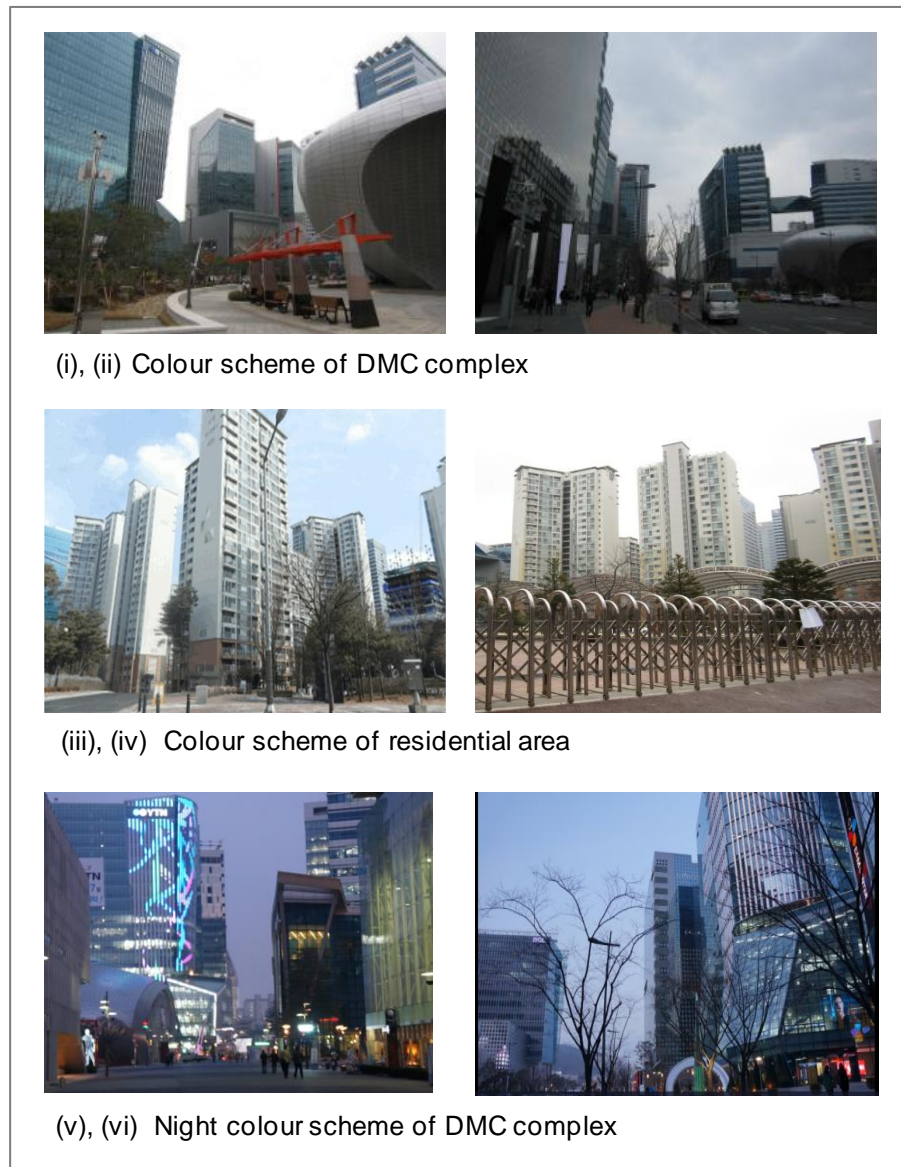 (i), (ii) Colour scheme of DMC complex
(iii), (iv) Colour scheme of residential area
YTN
(v), (vi) Night colour scheme of DMC complex